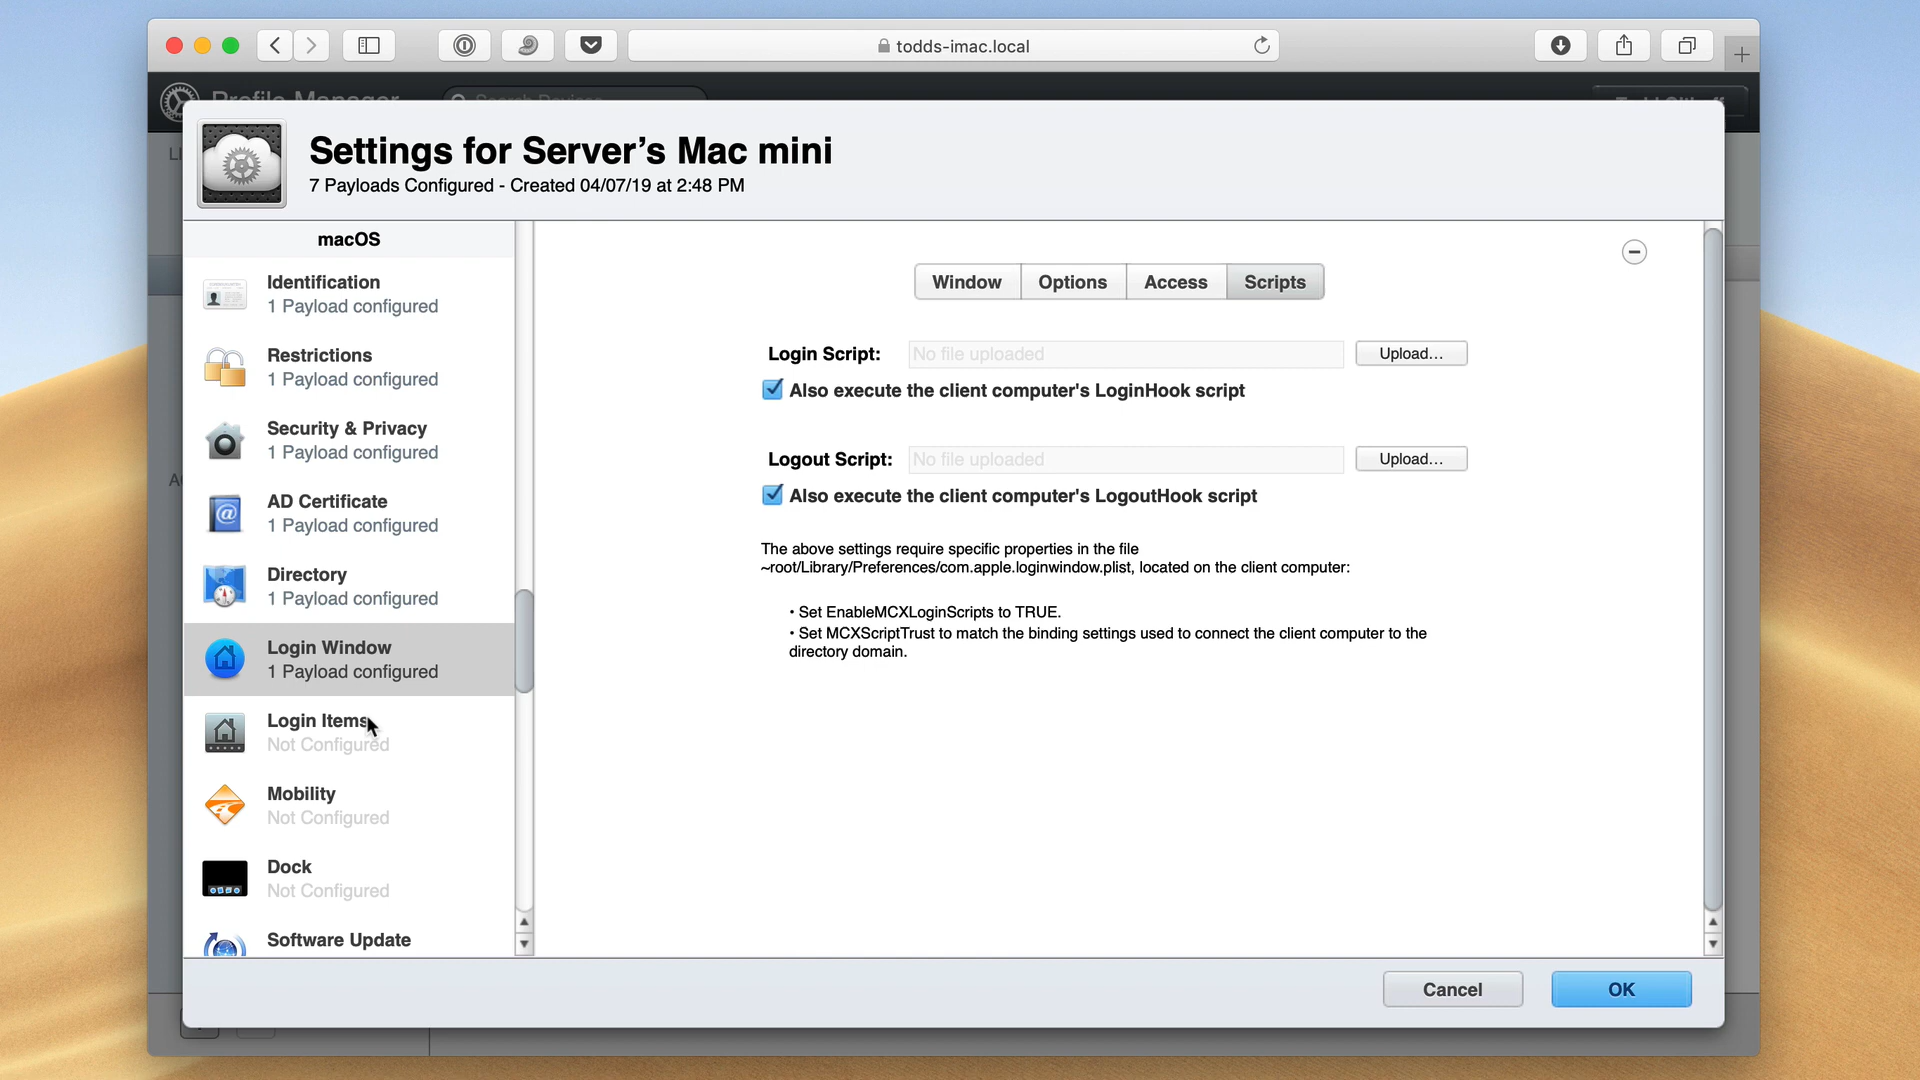 todds-imac.local
Profile Manager
Search Devices
Settings for Server's Mac mini
7 Payloads Configured - Created 04/07/19 at 2:48 PM
macOS
Identification
1 Payload configured
Restrictions
1 Payload configured
Security & Privacy
1 Payload configured
AD Certificate
1 Payload configured
Directory
1 Payload configured
Login Window
1 Payload configured
Login Items
Not Configured
Mobility
Not Configured
Dock
Not Configured
Software Update
Window Options Access Scripts
Login Script: No file uploaded Upload...
Also execute the client computer's LoginHook script
Logout Script: No file uploaded Upload...
Also execute the client computer's LogoutHook script
The above settings require specific properties in the file
~root/Library/Preferences/com.apple.loginwindow.plist, located on the client computer:
• Set EnableMCXLoginScripts to TRUE.
• Set MCXScriptTrust to match the binding settings used to connect the client computer to the
directory domain.
Cancel OK